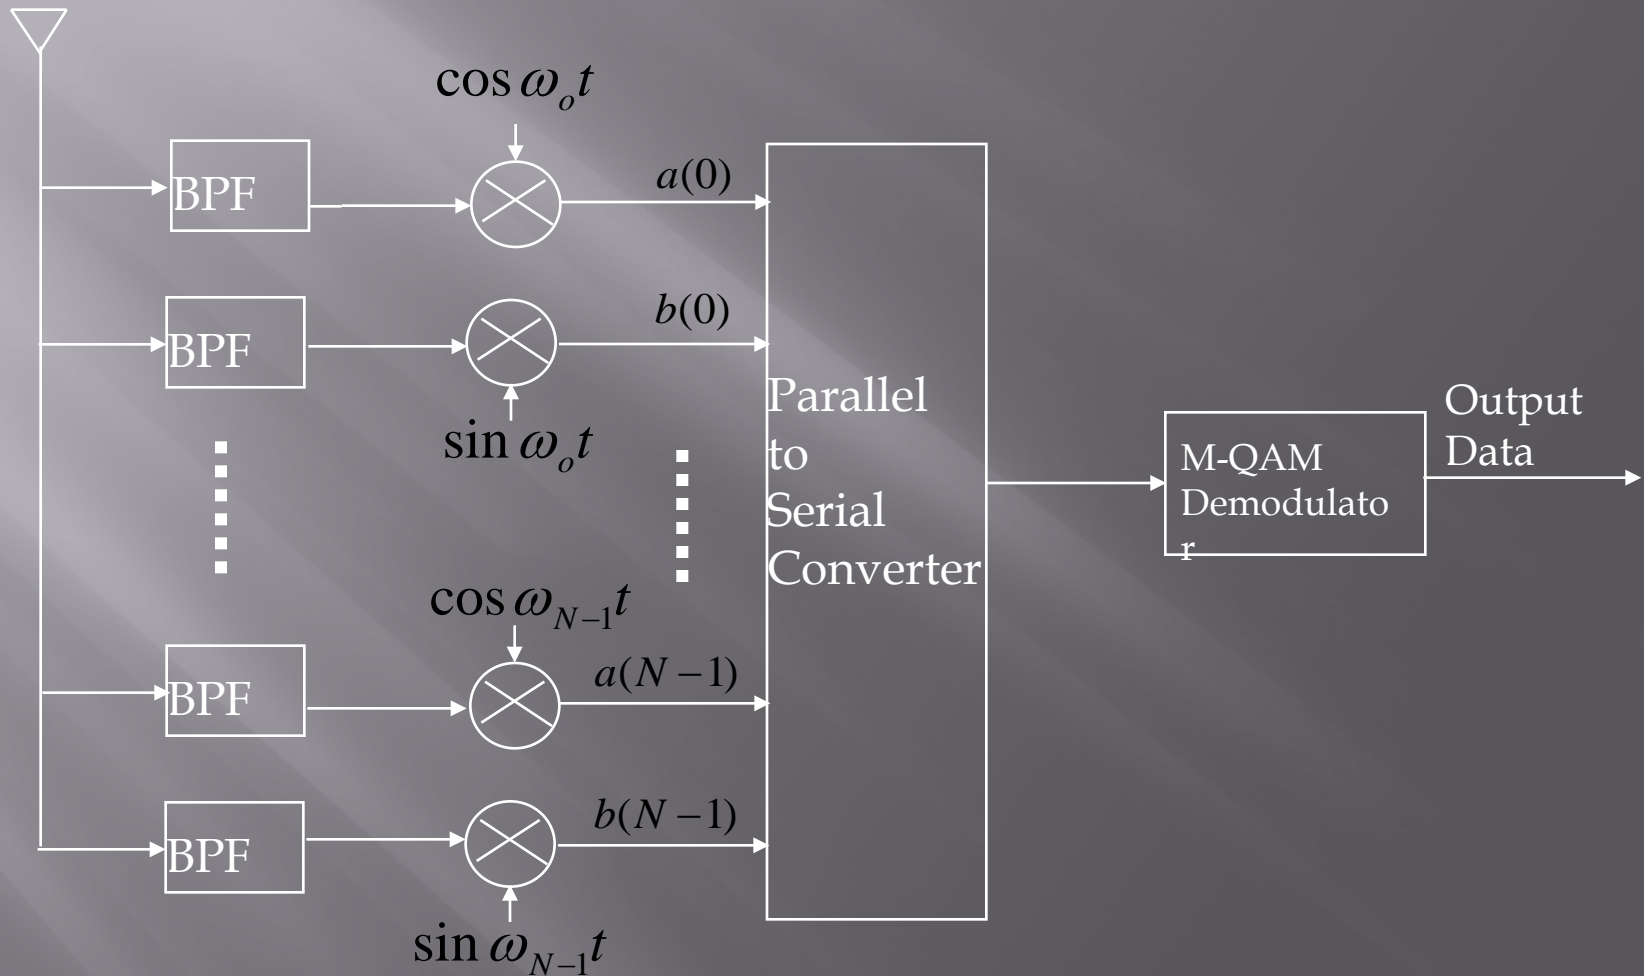 cos ω_o t
BPF
a(0)
b(0)
BPF
sin ω_o t
Parallel
to
Serial
Converter
Output
Data
M-QAM
Demodulato
r
cos ω_{N−1} t
BPF
a(N−1)
b(N−1)
BPF
sin ω_{N−1} t